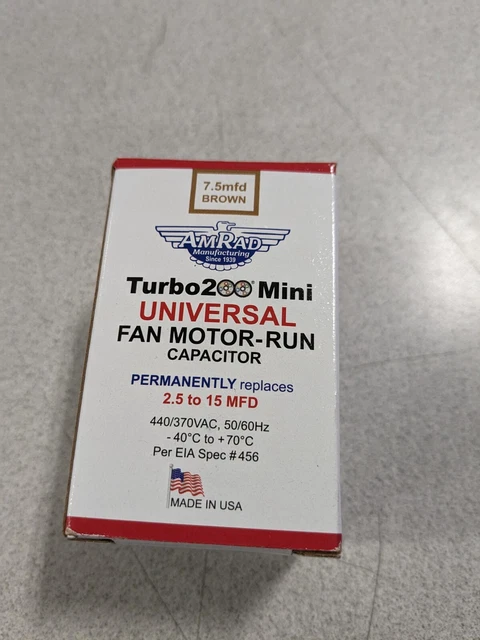 7.5mfd
BROWN
AMRAD
Manufacturing
Since 1939
Turbo200® Mini
UNIVERSAL
FAN MOTOR-RUN
CAPACITOR
PERMANENTLY replaces
2.5 to 15 MFD
440/370VAC, 50/60Hz
- 40°C to +70°C
Per EIA Spec #456
MADE IN USA